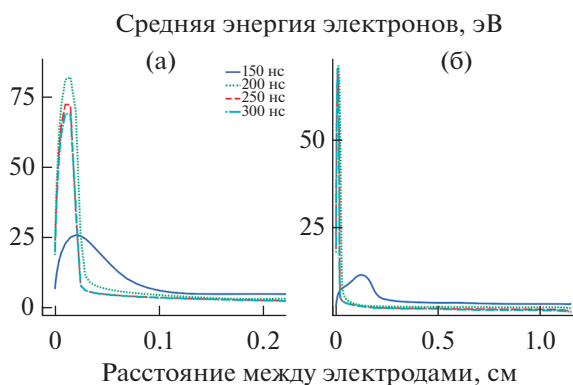 Средняя энергия электронов, эВ
(а) (б)
150 нс
200 нс
250 нс
300 нс
75
50
25
0
50
25
0 0.1 0.2 0 0.5 1.0
Расстояние между электродами, см